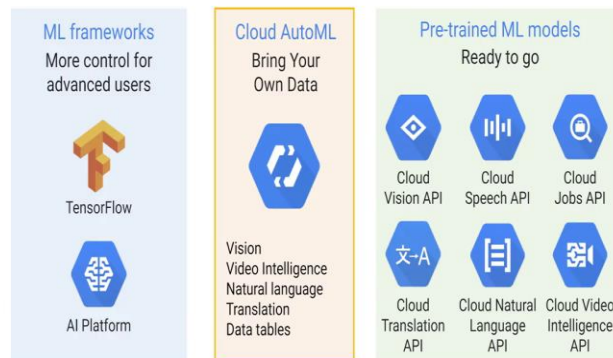 ML frameworks
More control for
advanced users
TensorFlow
AI Platform
Cloud AutoML
Bring Your
Own Data
Vision
Video Intelligence
Natural language
Translation
Data tables
Pre-trained ML models
Ready to go
Cloud
Vision API
Cloud
Speech API
Cloud
Jobs API
文→A
Cloud
Translation
API
Cloud Natural
Language
API
Cloud Video
Intelligence
API